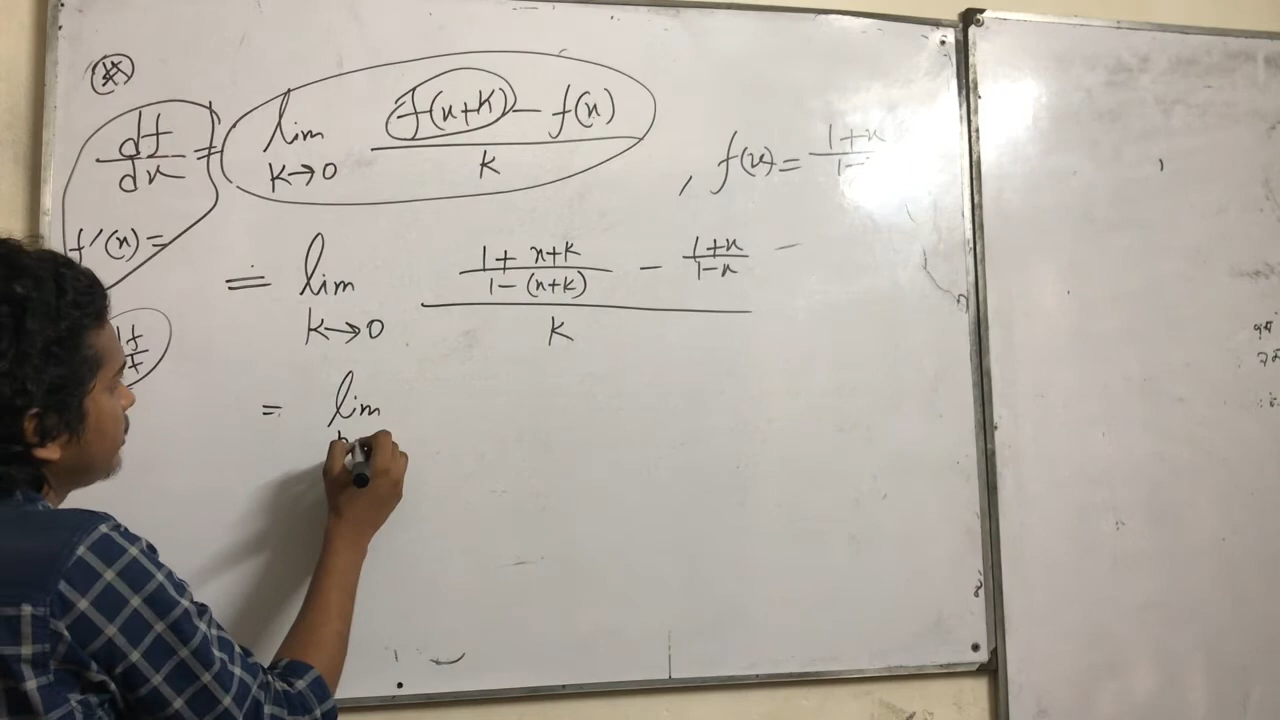 df/dx = lim k→0 (f(x+k) - f(x))/k , f(x) = (1+x)/(1-
f'(x) =
= lim k→0 ((1+x+k)/(1-(x+k)) - (1+x)/(1-x))/k
= lim